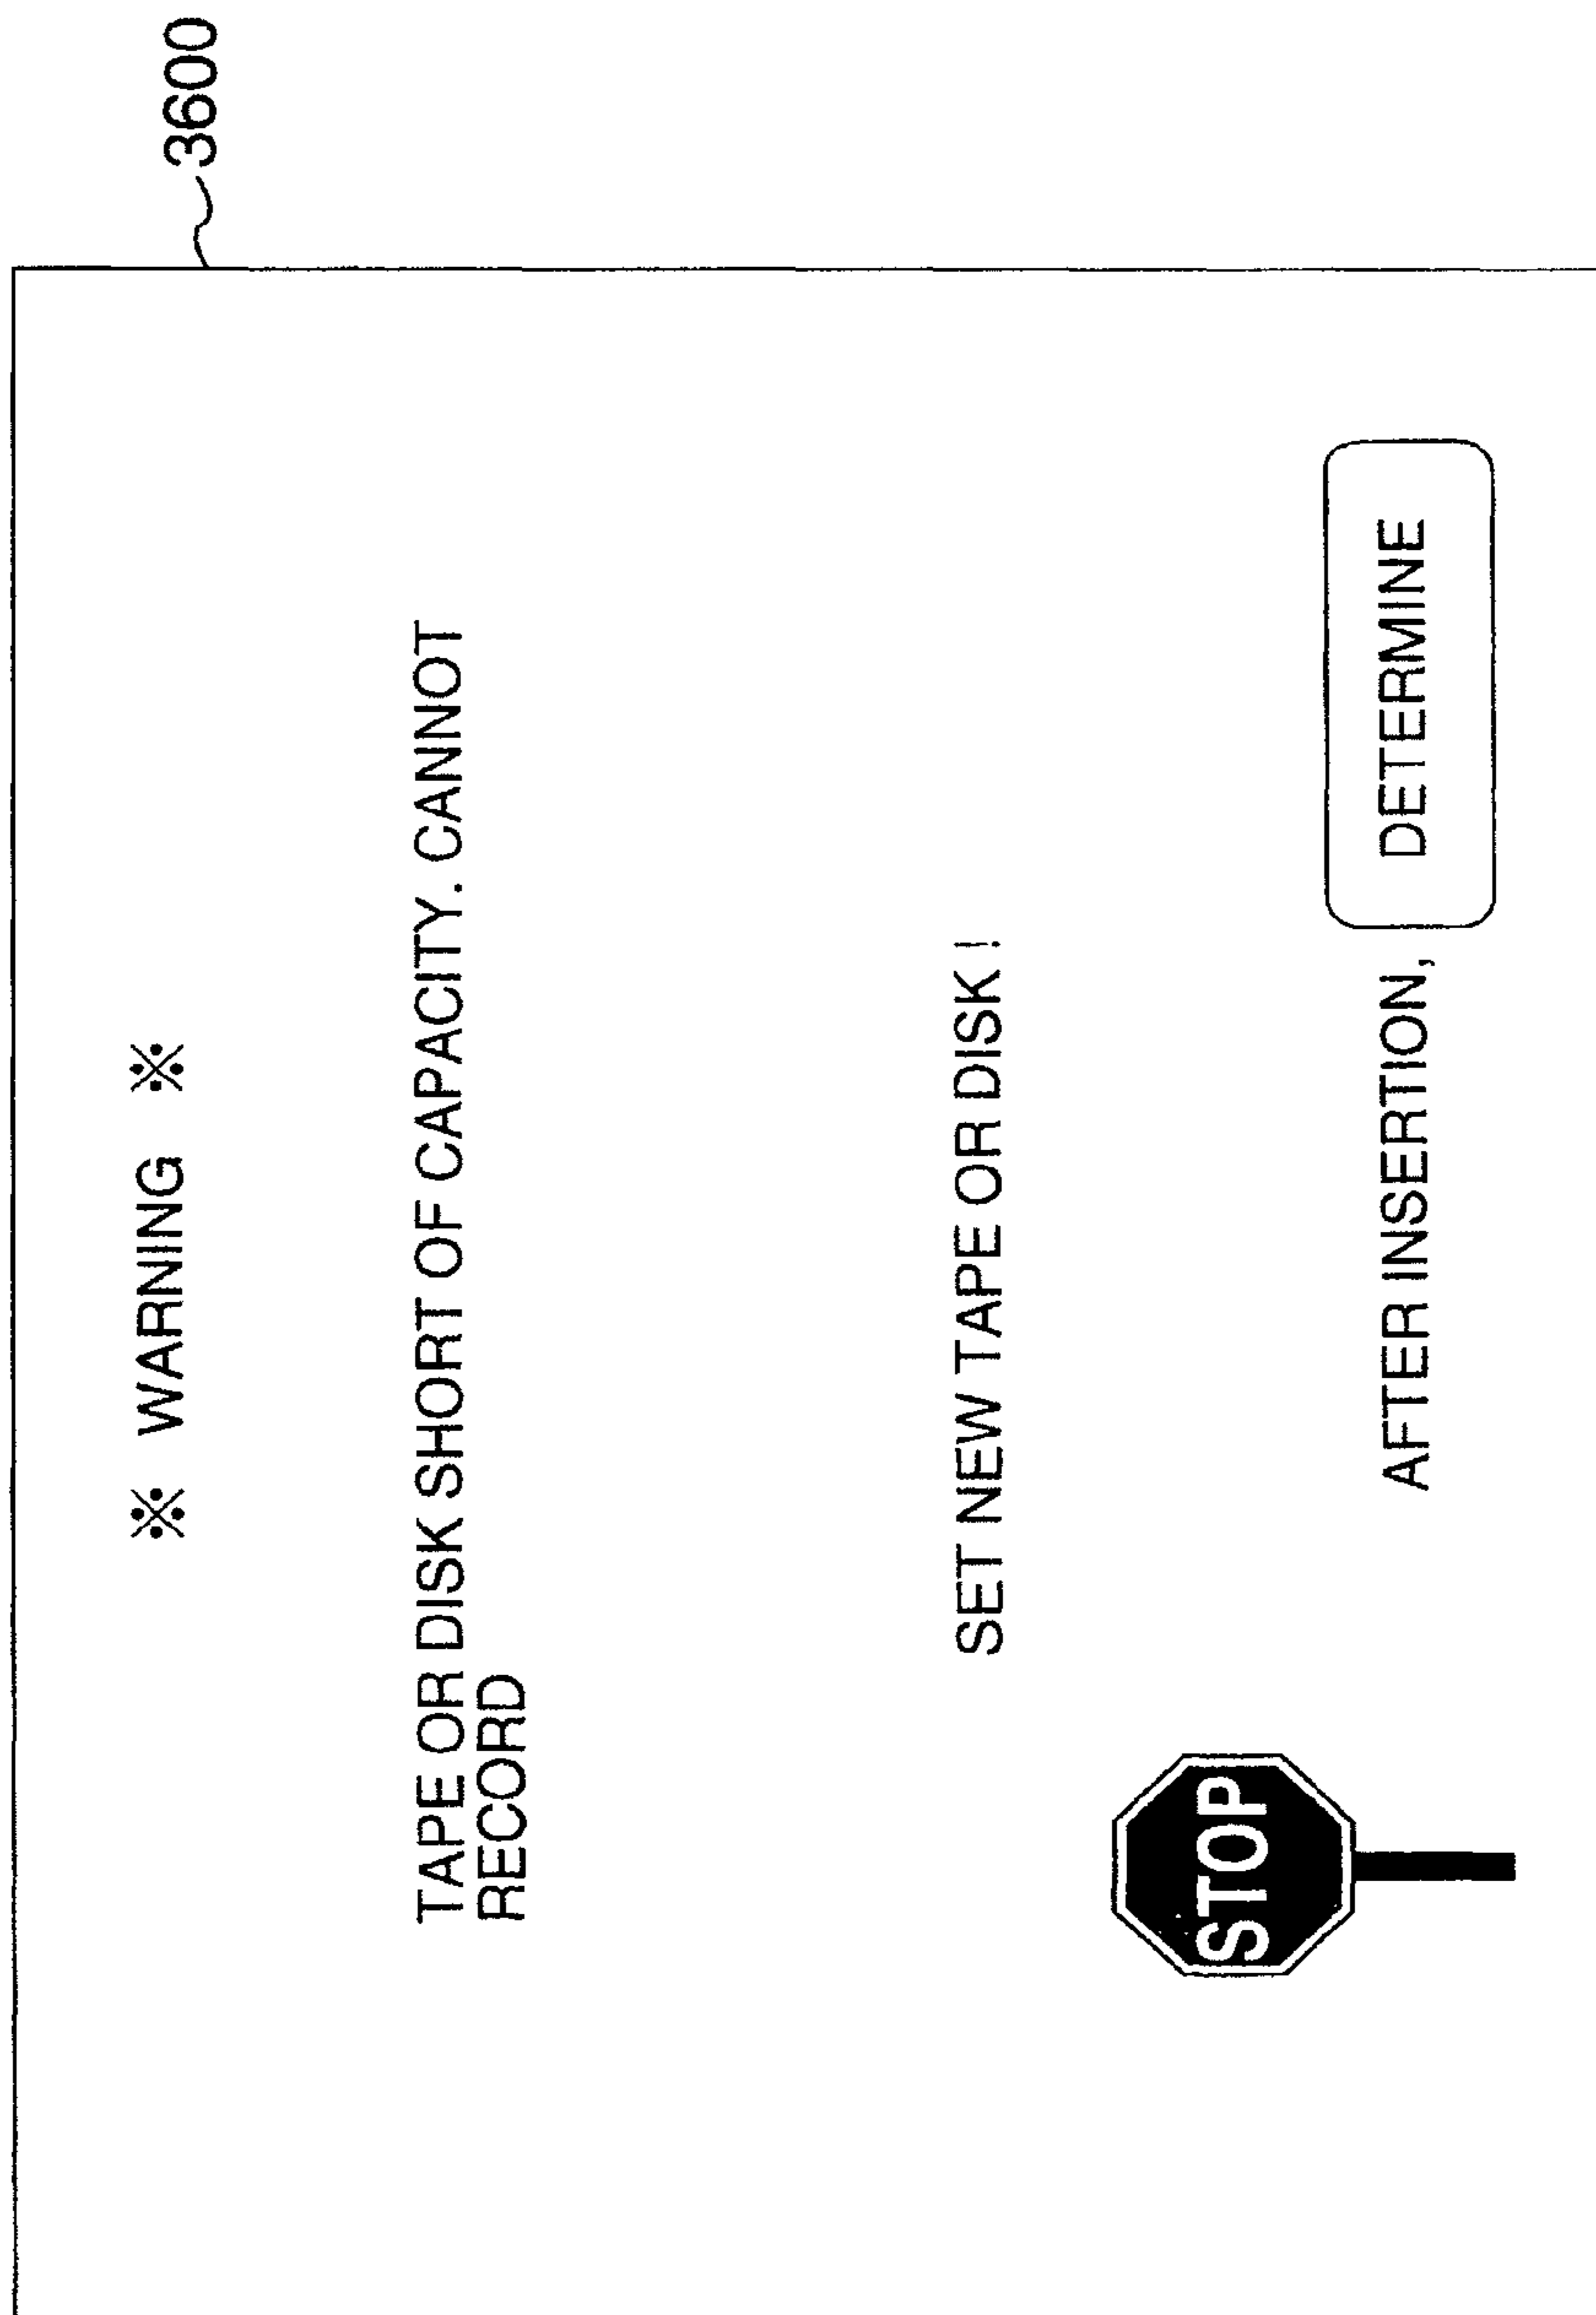 3600
※ WARNING ※
TAPE OR DISK SHORT OF CAPACITY. CANNOT
RECORD
SET NEW TAPE OR DISK !
STOP
AFTER INSERTION, DETERMINE